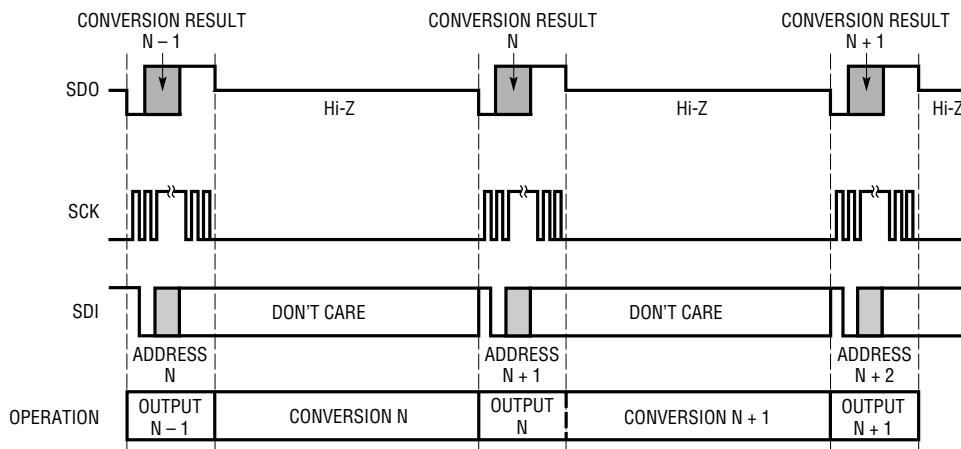 CONVERSION RESULT
N – 1
CONVERSION RESULT
N
CONVERSION RESULT
N + 1
SDO
Hi-Z
Hi-Z
Hi-Z
SCK
SDI
DON'T CARE
DON'T CARE
ADDRESS
N
ADDRESS
N + 1
ADDRESS
N + 2
OPERATION
OUTPUT
N – 1
CONVERSION N
OUTPUT
N
CONVERSION N + 1
OUTPUT
N + 1